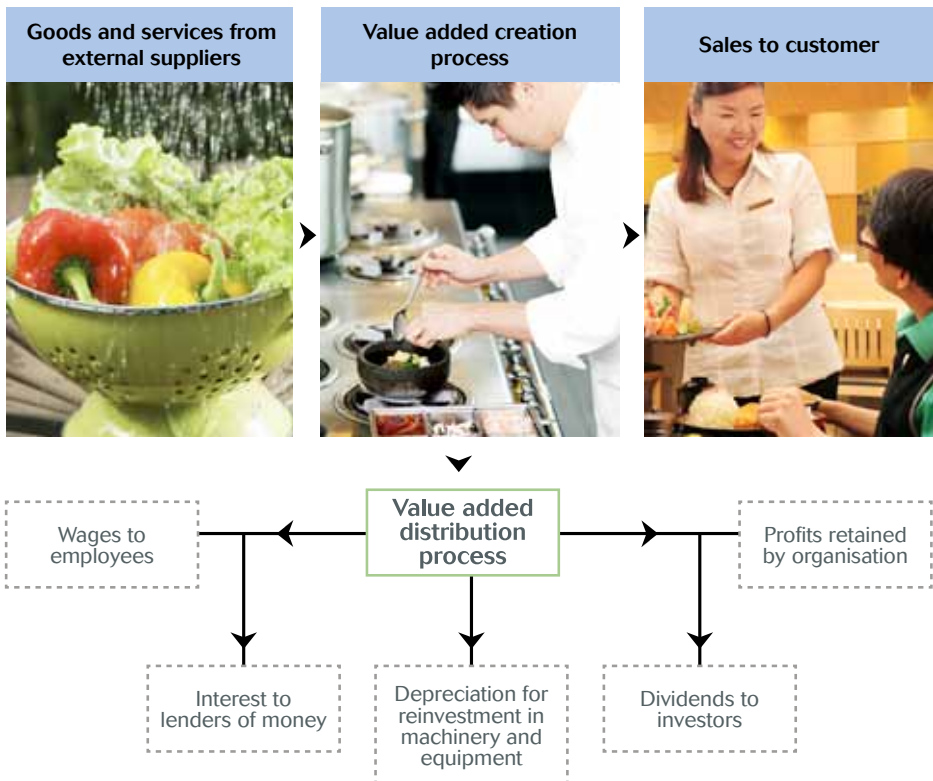 Goods and services from
external suppliers
Value added creation
process
Sales to customer
Value added
distribution
process
Wages to
employees
Profits retained
by organisation
Interest to
lenders of money
Depreciation for
reinvestment in
machinery and
equipment
Dividends to
investors